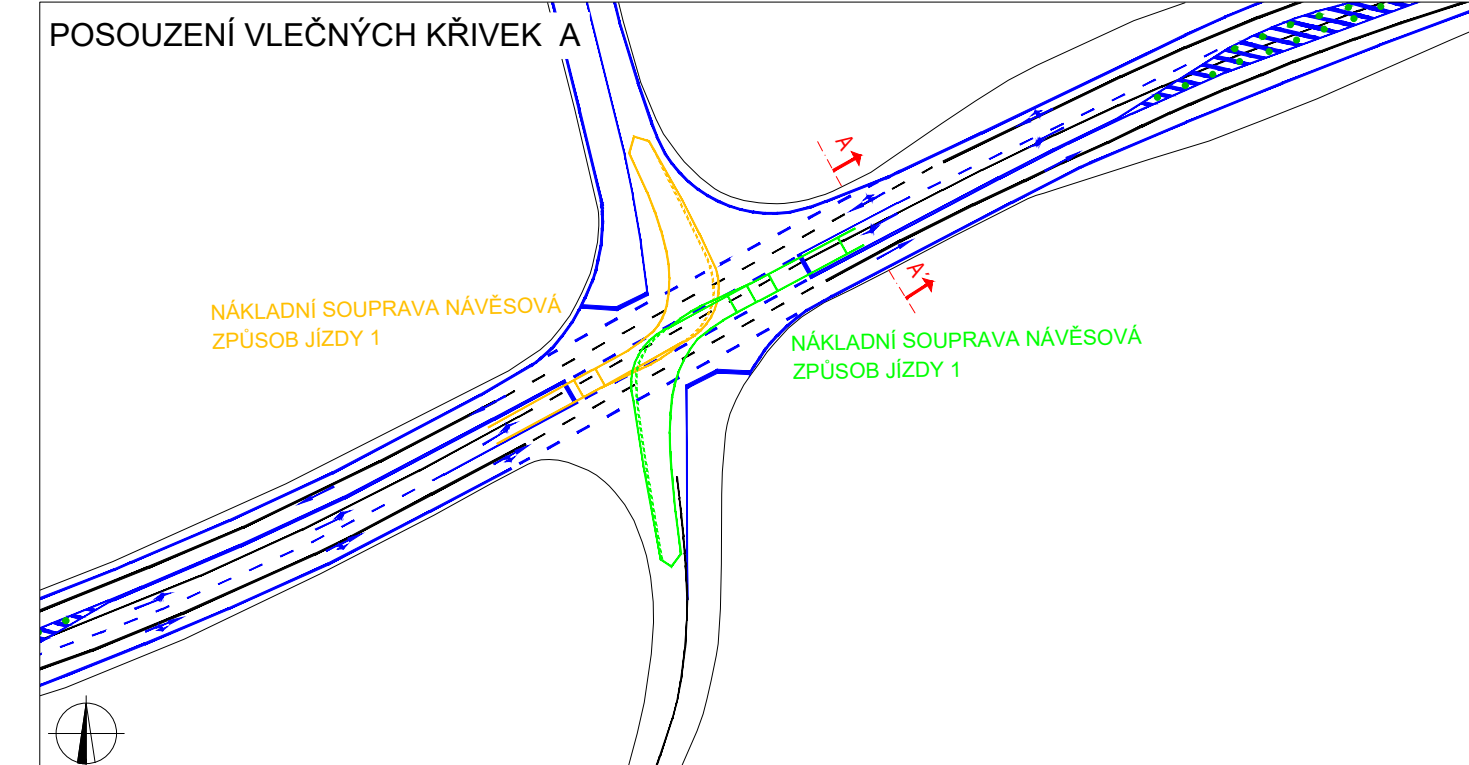 POSOUZENÍ VLEČNÝCH KŘIVEK A
A
A'
NÁKLADNÍ SOUPRAVA NÁVĚSOVÁ
ZPŮSOB JÍZDY 1
NÁKLADNÍ SOUPRAVA NÁVĚSOVÁ
ZPŮSOB JÍZDY 1